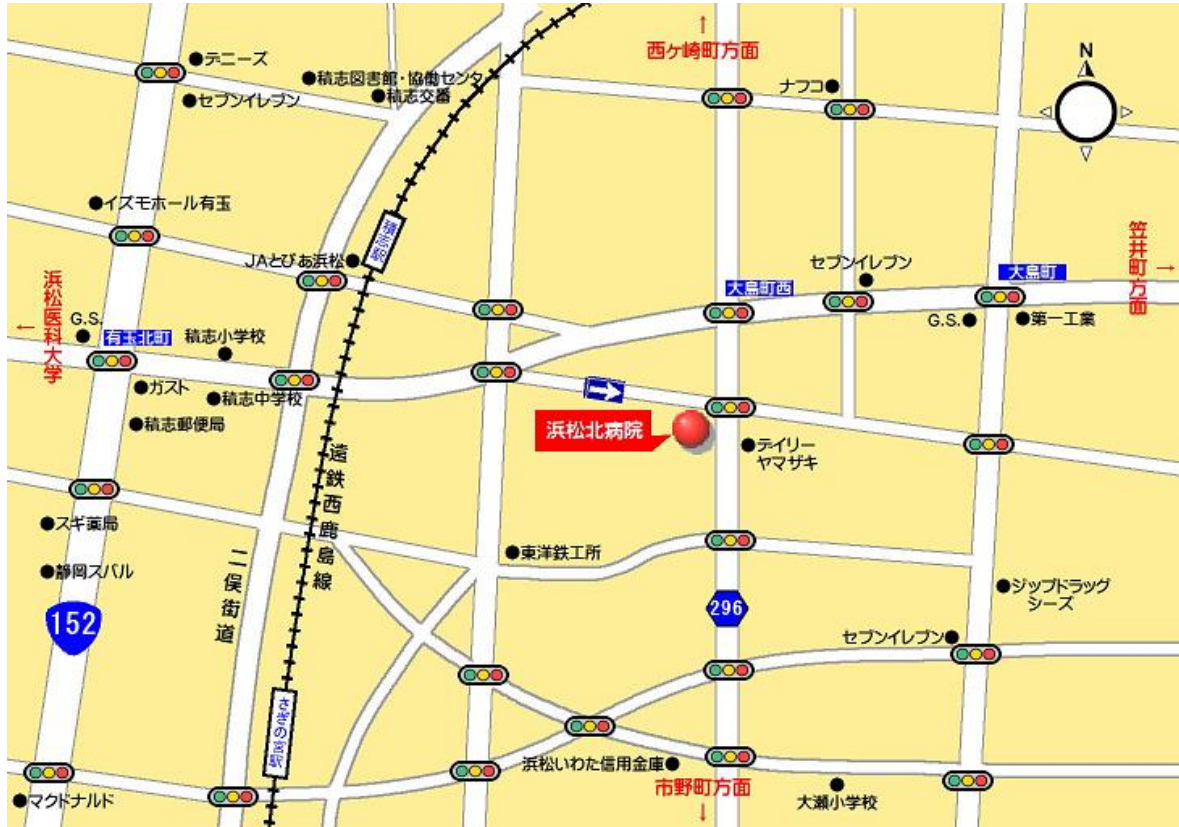 西ヶ崎町方面
デニーズ
セブンイレブン
積志図書館・協働センタ
積志交番
ナフコ
N
イズモホール有玉
積志駅
JAとぴあ浜松
セブンイレブン
大島町西
大島町
笠井町方面
浜松医科大学
G.S.
有玉北町
積志小学校
G.S.
第一工業
ガスト
積志中学校
積志郵便局
浜松北病院
デイリー
ヤマザキ
遠鉄西鹿島線
スギ薬局
静岡スバル
二俣街道
東洋鉄工所
ジップドラッグ
シーズ
152
296
セブンイレブン
さぎの宮駅
浜松いわた信用金庫
市野町方面
大瀬小学校
マクドナルド